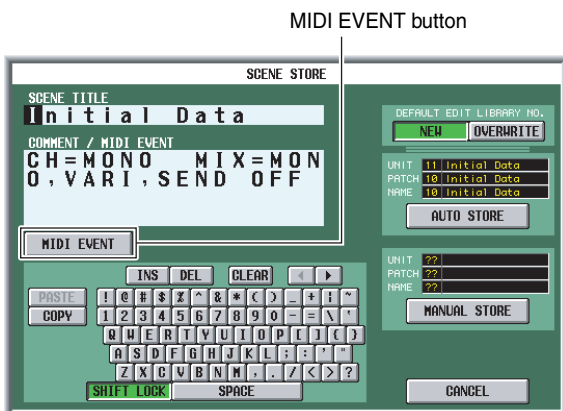 MIDI EVENT button
SCENE STORE
SCENE TITLE
Initial Data
COMMENT / MIDI EVENT
CH=MONO MIX=MON
O,VARI,SEND OFF
MIDI EVENT
DEFAULT EDIT LIBRARY NO.
NEW OVERWRITE
UNIT 11 Initial Data
PATCH 10 Initial Data
NAME 10 Initial Data
AUTO STORE
UNIT ??
PATCH ??
NAME ??
MANUAL STORE
INS DEL CLEAR ◀ ▶
PASTE ! @ # $ % ^ & * ( ) _ + | ~
COPY 1 2 3 4 5 6 7 8 9 0 - = \ '
Q W E R T Y U I O P [ ] { }
A S D F G H J K L ; : ' "
Z X C V B N M , . / < > ?
SHIFT LOCK SPACE
CANCEL